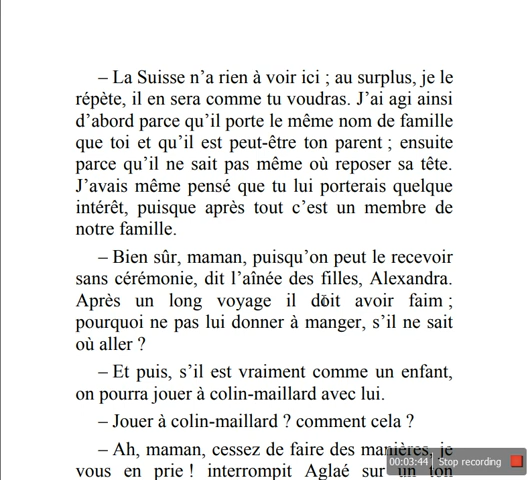 – La Suisse n’a rien à voir ici ; au surplus, je le
répète, il en sera comme tu voudras. J’ai agi ainsi
d’abord parce qu’il porte le même nom de famille
que toi et qu’il est peut-être ton parent ; ensuite
parce qu’il ne sait pas même où reposer sa tête.
J’avais même pensé que tu lui porterais quelque
intérêt, puisque après tout c’est un membre de
notre famille.
– Bien sûr, maman, puisqu’on peut le recevoir
sans cérémonie, dit l’aînée des filles, Alexandra.
Après un long voyage il doit avoir faim ;
pourquoi ne pas lui donner à manger, s’il ne sait
où aller ?
– Et puis, s’il est vraiment comme un enfant,
on pourra jouer à colin-maillard avec lui.
– Jouer à colin-maillard ? comment cela ?
– Ah, maman, cessez de faire des manières, je
vous en prie ! interrompit Aglaé sur un ton
00:03:44 Stop recording